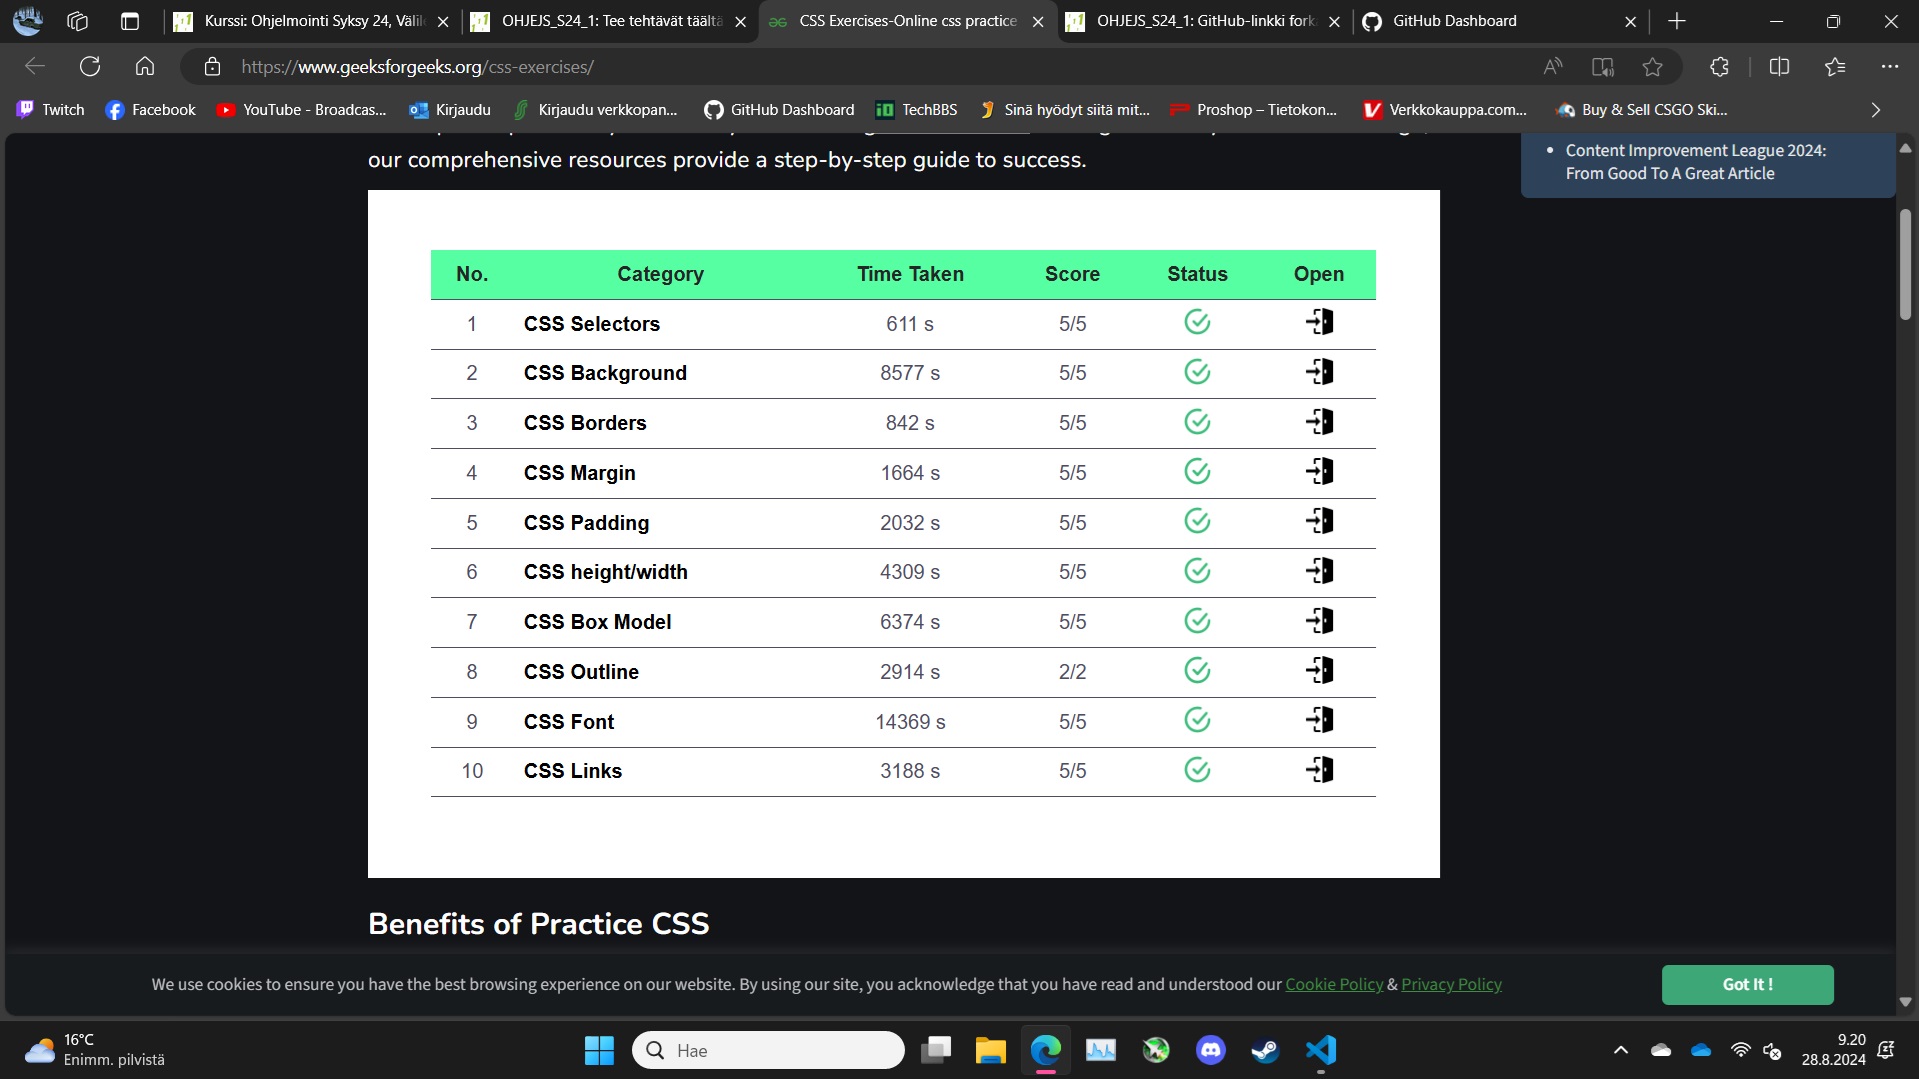 Kurssi: Ohjelmointi Syksy 24, Välil
OHJEJS_S24_1: Tee tehtävät täältä
CSS Exercises-Online css practice
OHJEJS_S24_1: GitHub-linkki fork
GitHub Dashboard
https://www.geeksforgeeks.org/css-exercises/
Twitch
Facebook
YouTube - Broadcas...
Kirjaudu
Kirjaudu verkkopan...
GitHub Dashboard
TechBBS
Sinä hyödyt siitä mit...
Proshop – Tietokon...
Verkkokauppa.com...
Buy & Sell CSGO Ski...
our comprehensive resources provide a step-by-step guide to success.
Content Improvement League 2024:
From Good To A Great Article
No. Category Time Taken Score Status Open
1 CSS Selectors 611 s 5/5
2 CSS Background 8577 s 5/5
3 CSS Borders 842 s 5/5
4 CSS Margin 1664 s 5/5
5 CSS Padding 2032 s 5/5
6 CSS height/width 4309 s 5/5
7 CSS Box Model 6374 s 5/5
8 CSS Outline 2914 s 2/2
9 CSS Font 14369 s 5/5
10 CSS Links 3188 s 5/5
Benefits of Practice CSS
We use cookies to ensure you have the best browsing experience on our website. By using our site, you acknowledge that you have read and understood our Cookie Policy & Privacy Policy
Got It !
16°C
Enimm. pilvistä
Hae
9.20
28.8.2024